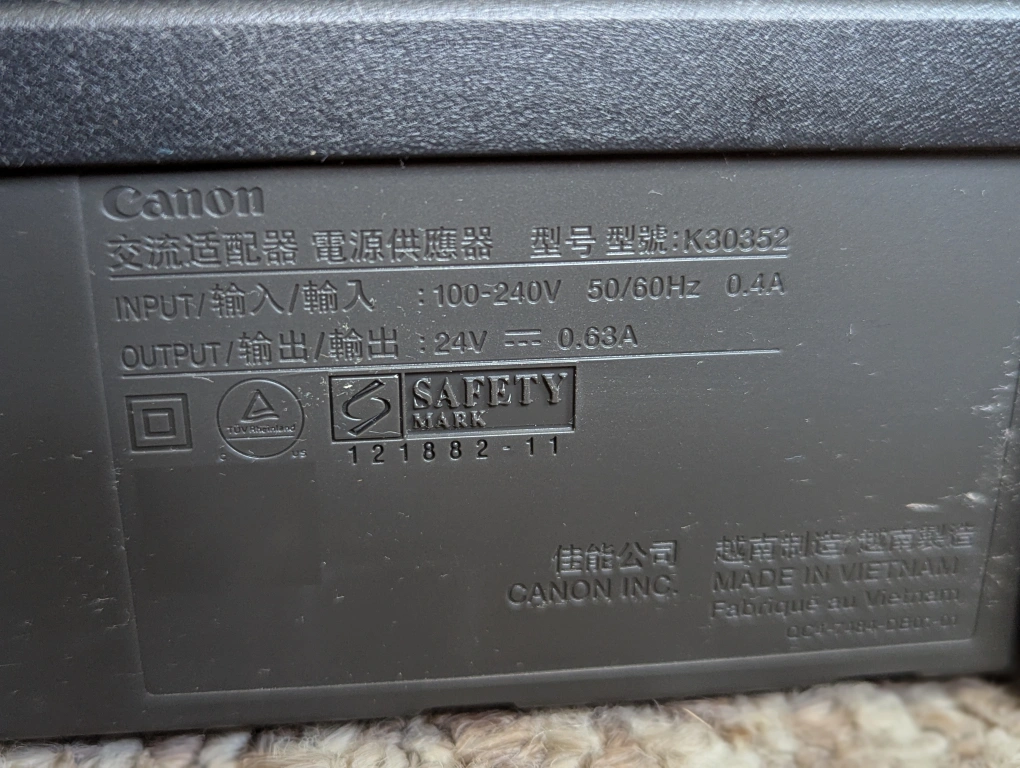 Canon
交流适配器 電源供應器 型号 型號:K30352
INPUT/输入/輸入 :100-240V 50/60Hz 0.4A
OUTPUT/输出/輸出 :24V ⎓ 0.63A
TÜVRheinland
C US
SAFETY
MARK
121882-11
佳能公司
CANON INC.
越南制造/越南製造
MADE IN VIETNAM
Fabriqué au Vietnam